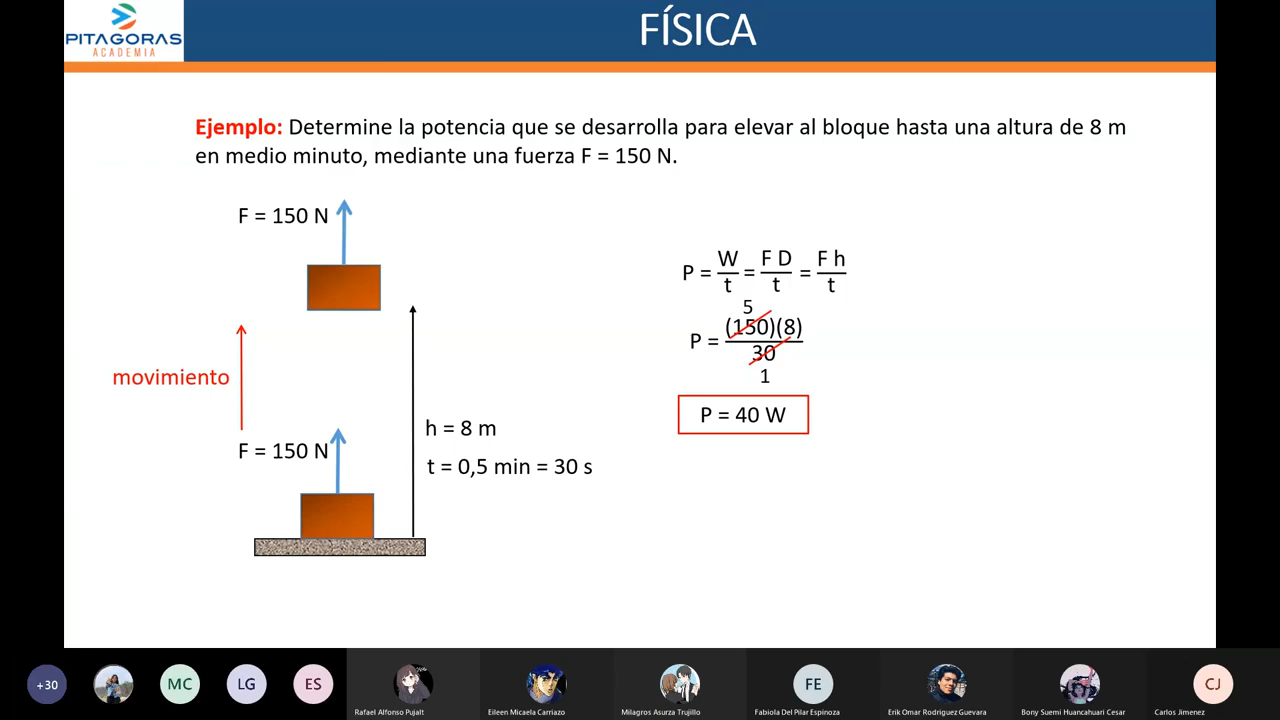 PITAGORAS
ACADEMIA
FÍSICA
Ejemplo: Determine la potencia que se desarrolla para elevar al bloque hasta una altura de 8 m
en medio minuto, mediante una fuerza F = 150 N.
F = 150 N
movimiento
F = 150 N
h = 8 m
t = 0,5 min = 30 s
P = W/t = F D/t = F h/t
5
P = (150)(8)/30
1
P = 40 W
+30
MC
LG
ES
Rafael Alfonso Pujalt
Eileen Micaela Carriazo
Milagros Asurza Trujillo
FE
Fabiola Del Pilar Espinoza
Erik Omar Rodriguez Guevara
Bony Suemi Huancahuari Cesar
CJ
Carlos Jimenez